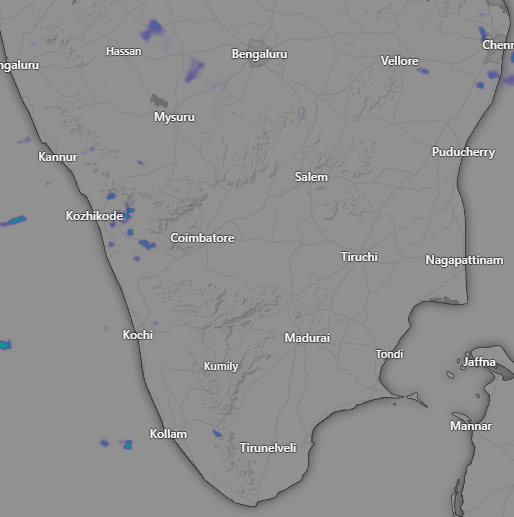 Hassan
Bengaluru
Vellore
Chenn
ngaluru
Mysuru
Kannur
Puducherry
Salem
Kozhikode
Coimbatore
Tiruchi
Nagapattinam
Kochi
Madurai
Tondi
Kumily
Jaffna
Kollam
Mannar
Tirunelveli